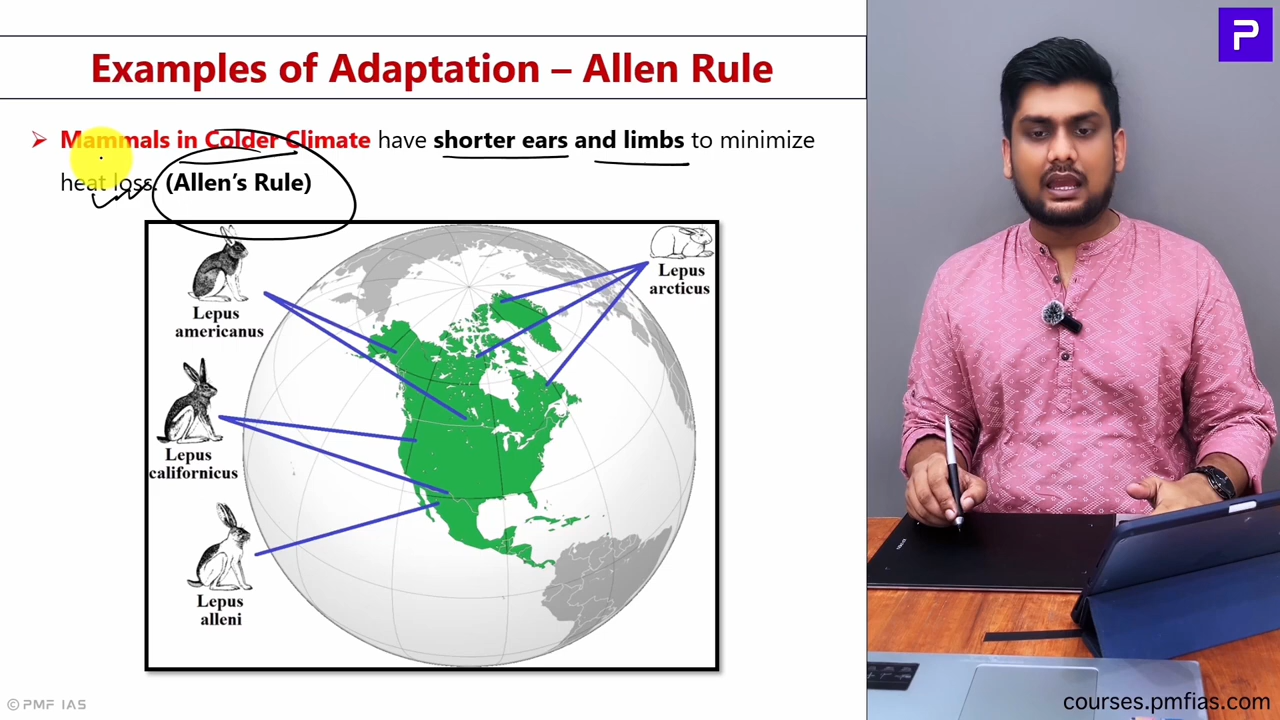 Examples of Adaptation – Allen Rule
➢ Mammals in Colder Climate have shorter ears and limbs to minimize
heat loss. (Allen's Rule)
Lepus
americanus
Lepus
arcticus
Lepus
californicus
Lepus
alleni
© PMF IAS
P
courses.pmfias.com